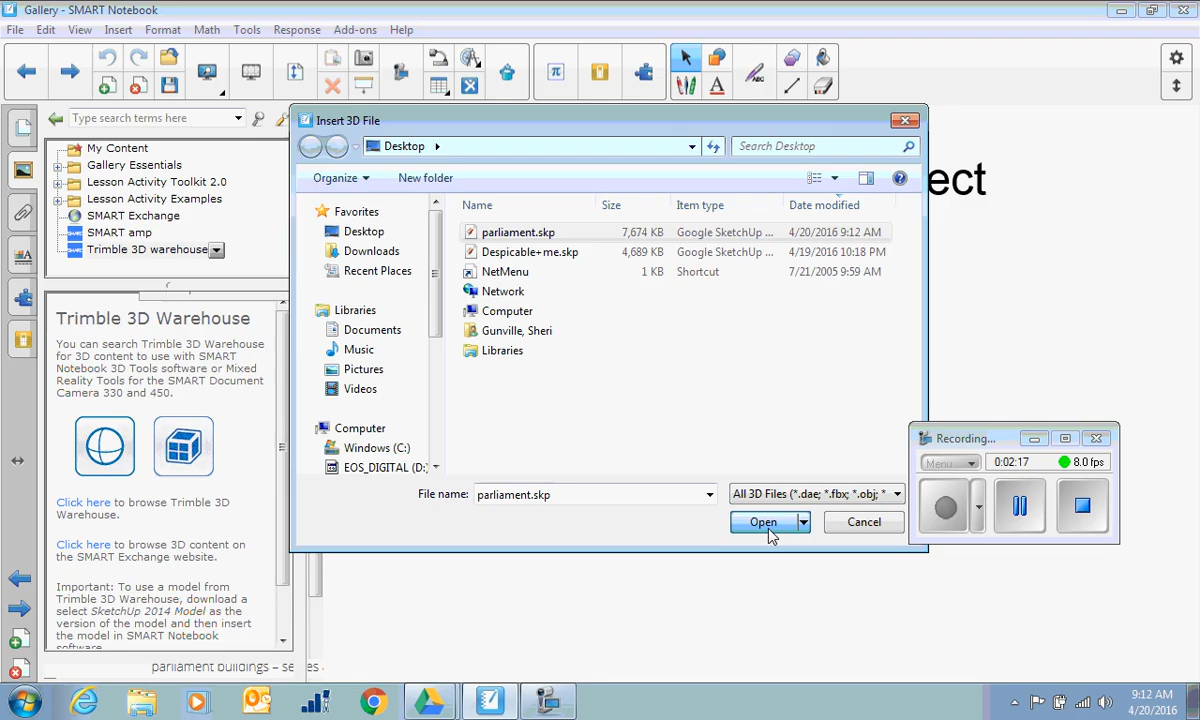 Gallery - SMART Notebook
File Edit View Insert Format Math Tools Response Add-ons Help
Type search terms here
My Content
Gallery Essentials
Lesson Activity Toolkit 2.0
Lesson Activity Examples
SMART Exchange
SMART amp
Trimble 3D warehouse
Trimble 3D Warehouse
You can search Trimble 3D Warehouse
for 3D content to use with SMART
Notebook 3D Tools software or Mixed
Reality Tools for the SMART Document
Camera 330 and 450.
Click here to browse Trimble 3D
Warehouse.
Click here to browse 3D content on
the SMART Exchange website.
Important: To use a model from
Trimble 3D Warehouse, download a
select SketchUp 2014 Model as the
version of the model and then insert
the model in SMART Notebook
software.
parliament buildings –
ect
Insert 3D File
Desktop
Search Desktop
Organize New folder
Favorites
Desktop
Downloads
Recent Places
Libraries
Documents
Music
Pictures
Videos
Computer
Windows (C:)
EOS_DIGITAL (D:)
Name Size Item type Date modified
parliament.skp 7,674 KB Google SketchUp ... 4/20/2016 9:12 AM
Despicable+me.skp 4,689 KB Google SketchUp ... 4/19/2016 10:18 PM
NetMenu 1 KB Shortcut 7/21/2005 9:59 AM
Network
Computer
Gunville, Sheri
Libraries
File name: parliament.skp All 3D Files (*.dae; *.fbx; *.obj; *
Open Cancel
Recording...
Menu 0:02:17 8.0 fps
9:12 AM
4/20/2016